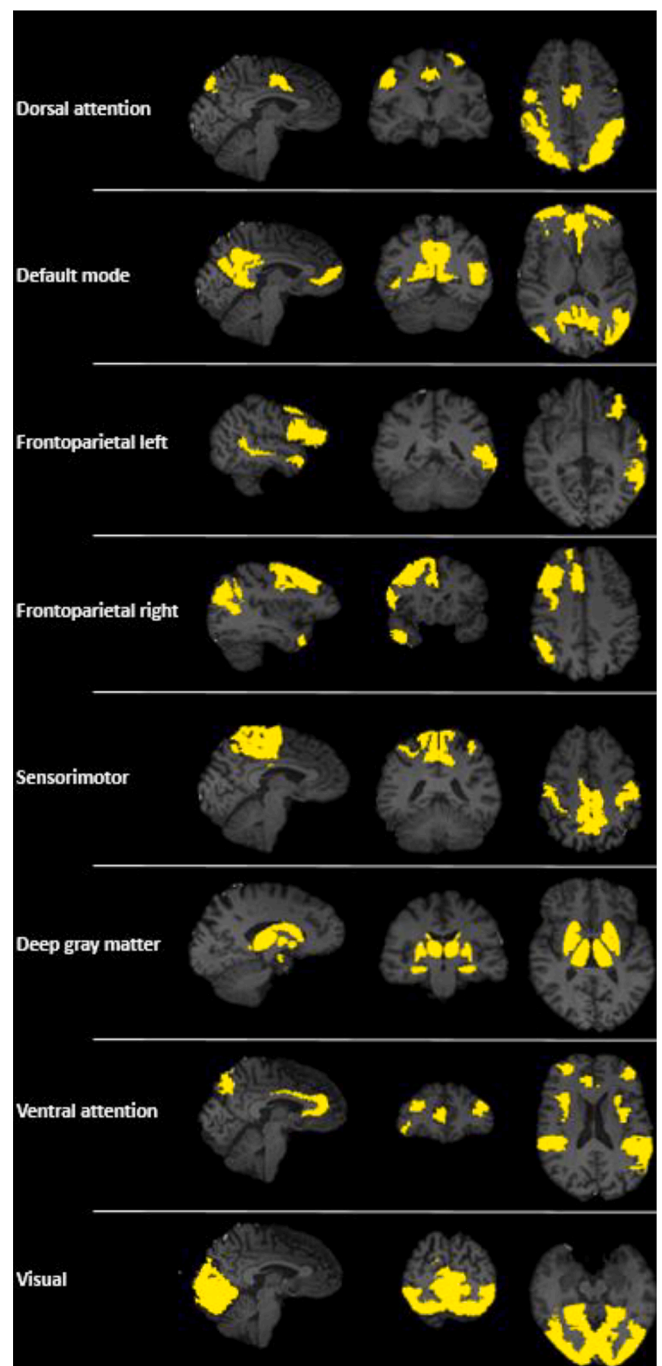 Dorsal attention
Default mode
Frontoparietal left
Frontoparietal right
Sensorimotor
Deep gray matter
Ventral attention
Visual